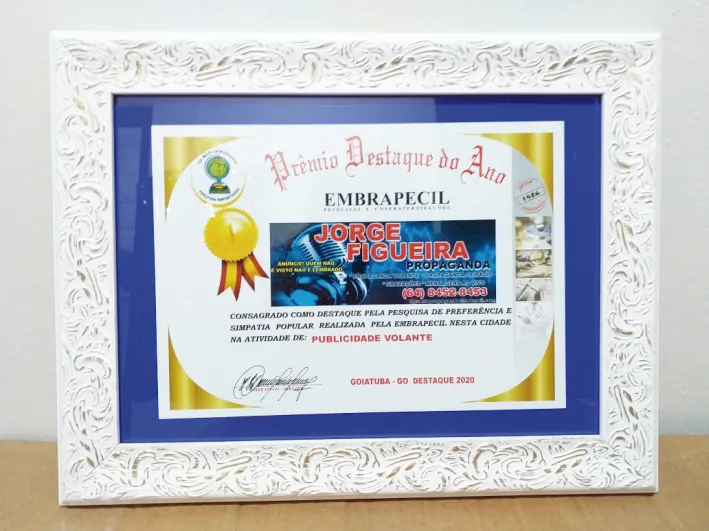 Prêmio Destaque do Ano
EMBRAPECIL
PESQUISAS E CONFRATERNIZAÇÕES
JORGE
FIGUEIRA
PROPAGANDA
ANUNCIE! QUEM NÃO
É VISTO NÃO É LEMBRADO
(64) 8452-8453
CONSAGRADO COMO DESTAQUE PELA PESQUISA DE PREFERÊNCIA E
SIMPATIA POPULAR REALIZADA PELA EMBRAPECIL NESTA CIDADE
NA ATIVIDADE DE: PUBLICIDADE VOLANTE
GOIATUBA - GO DESTAQUE 2020